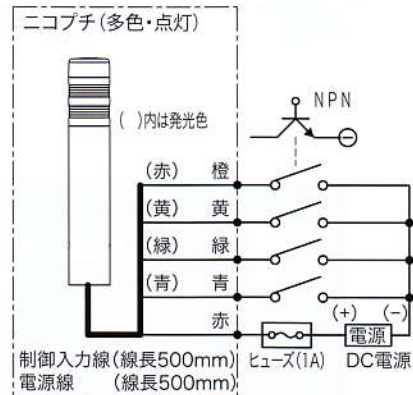 ニコプチ(多色・点灯)
NPN
( )内は発光色
(赤) 橙
(黄) 黄
(緑) 緑
(青) 青
赤
(+) (-)
電源
制御入力線(線長500mm)
電源線 (線長500mm)
ヒューズ(1A)
DC電源